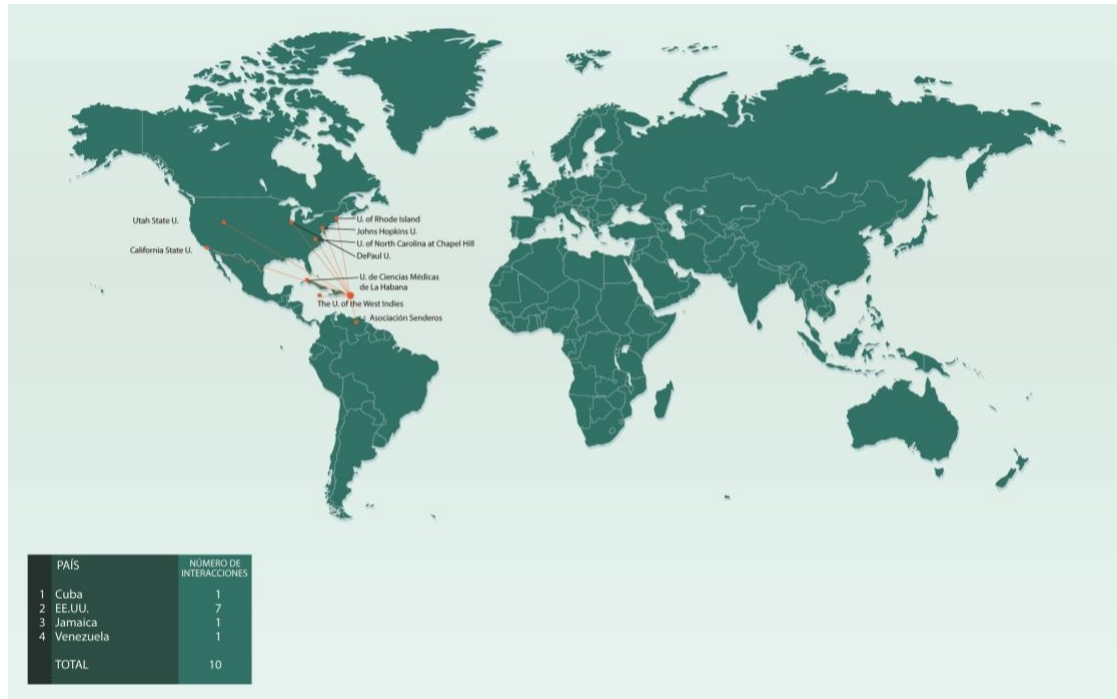 Utah State U.
California State U.
U. of Rhode Island
Johns Hopkins U.
U. of North Carolina at Chapel Hill
DePaul U.
U. de Ciencias Médicas
de La Habana
The U. of the West Indies
Asociación Senderos
PAÍS NÚMERO DE
INTERACCIONES
1 Cuba 1
2 EE.UU. 7
3 Jamaica 1
4 Venezuela 1
TOTAL 10